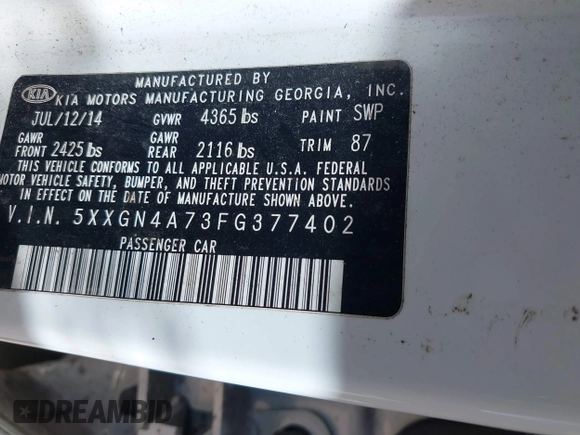 MANUFACTURED BY
KIA KIA MOTORS MANUFACTURING GEORGIA, INC.
JUL/12/14 GVWR 4365 lbs PAINT SWP
GAWR GAWR
FRONT 2425 lbs REAR 2116 lbs TRIM 87
THIS VEHICLE CONFORMS TO ALL APPLICABLE U.S.A. FEDERAL
MOTOR VEHICLE SAFETY, BUMPER, AND THEFT PREVENTION STANDARDS
IN EFFECT ON THE DATE OF MANUFACTURE SHOWN ABOVE.
V.I.N. 5XXGN4A73FG377402
PASSENGER CAR
DREAMBID